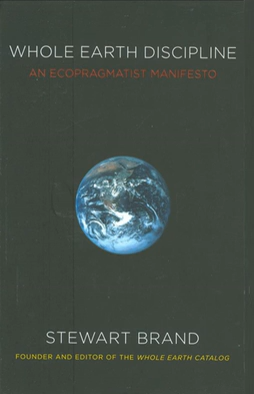 WHOLE EARTH DISCIPLINE
AN ECOPRAGMATIST MANIFESTO
STEWART BRAND
FOUNDER AND EDITOR OF THE WHOLE EARTH CATALOG